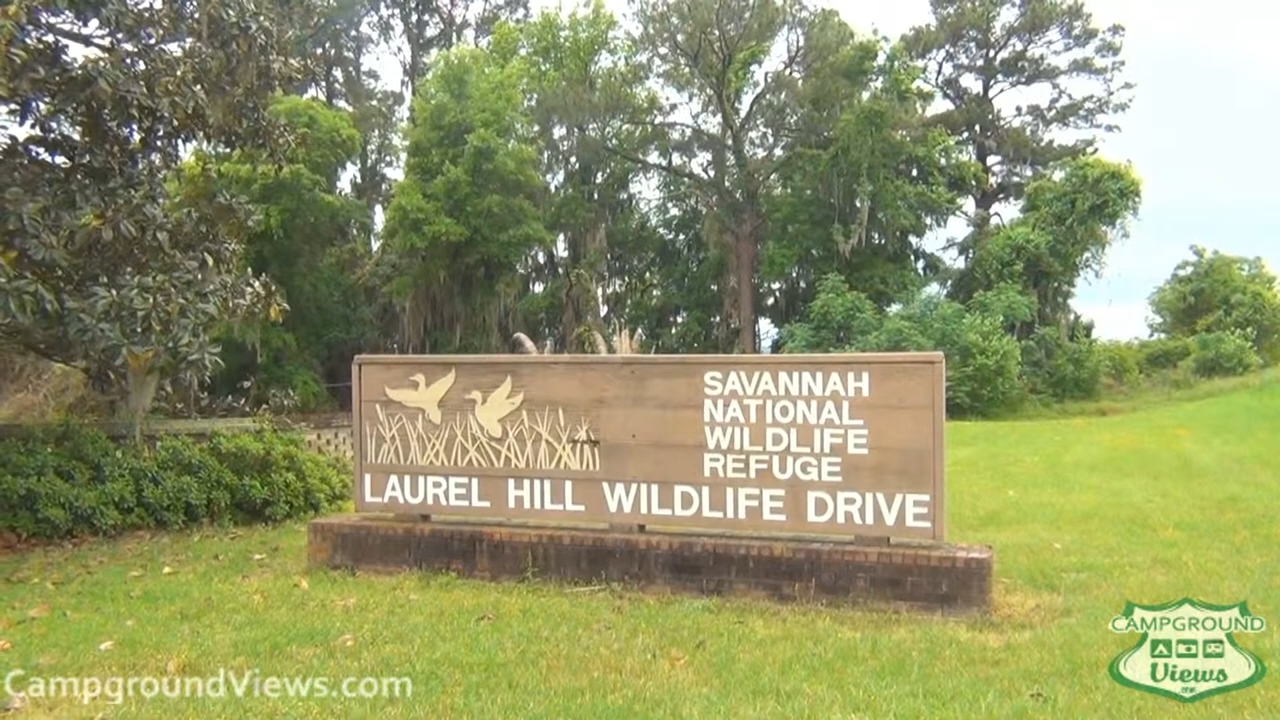 SAVANNAH
NATIONAL
WILDLIFE
REFUGE
LAUREL HILL WILDLIFE DRIVE
CAMPGROUND
Views
CampgroundViews.com